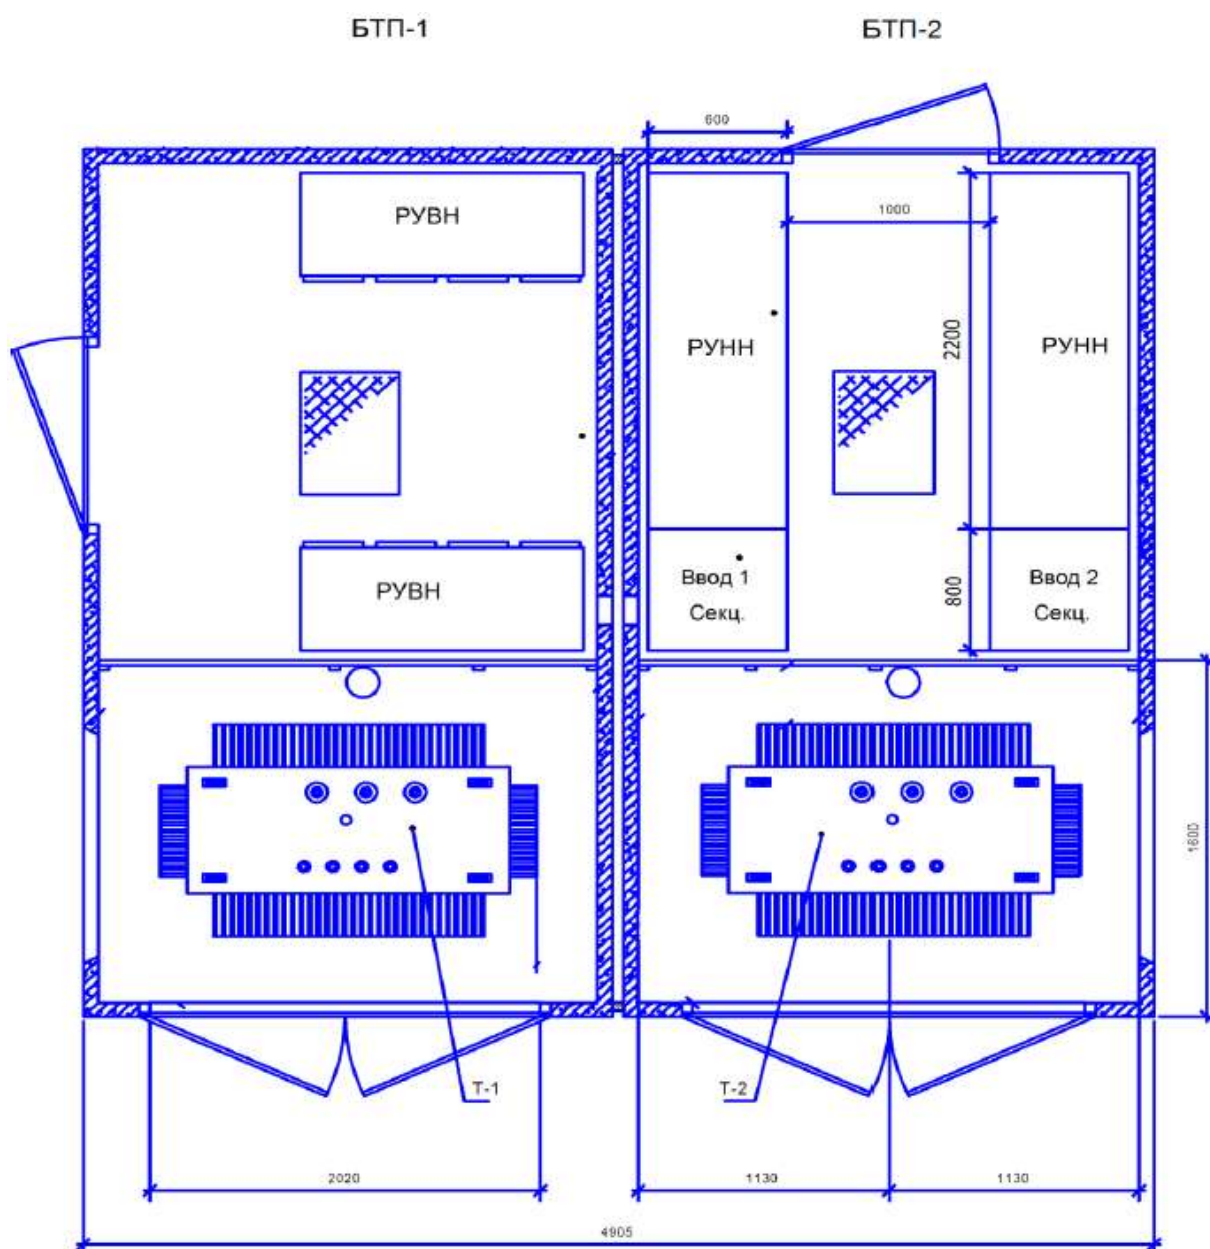 БТП-1
БТП-2
600
РУВН
1000
РУНН
2200
РУНН
РУВН
Ввод 1
Секц.
800
Ввод 2
Секц.
1600
Т-1
Т-2
2020
1130
1130
4905